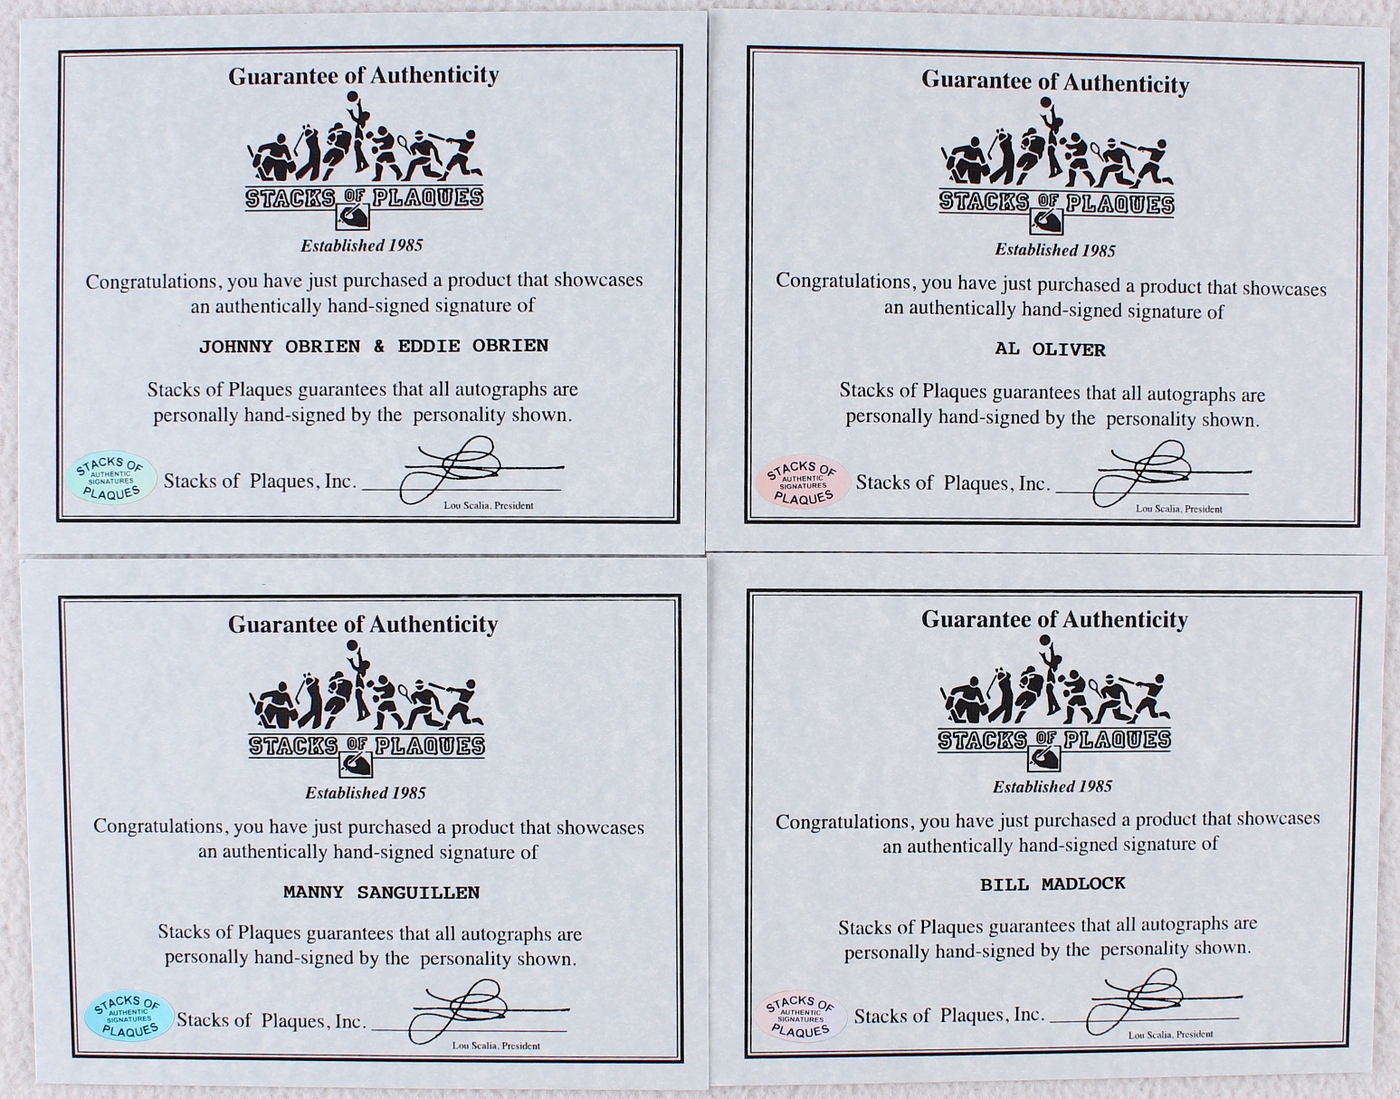 Guarantee of Authenticity
STACKS OF PLAQUES
Established 1985
Congratulations, you have just purchased a product that showcases
an authentically hand-signed signature of
JOHNNY OBRIEN & EDDIE OBRIEN
Stacks of Plaques guarantees that all autographs are
personally hand-signed by the personality shown.
STACKS OF
AUTHENTIC
SIGNATURES
PLAQUES
Stacks of Plaques, Inc.
Lou Scalia, President
Guarantee of Authenticity
STACKS OF PLAQUES
Established 1985
Congratulations, you have just purchased a product that showcases
an authentically hand-signed signature of
AL OLIVER
Stacks of Plaques guarantees that all autographs are
personally hand-signed by the personality shown.
STACKS OF
AUTHENTIC
SIGNATURES
PLAQUES
Stacks of Plaques, Inc.
Lou Scalia, President
Guarantee of Authenticity
STACKS OF PLAQUES
Established 1985
Congratulations, you have just purchased a product that showcases
an authentically hand-signed signature of
MANNY SANGUILLEN
Stacks of Plaques guarantees that all autographs are
personally hand-signed by the personality shown.
STACKS OF
AUTHENTIC
SIGNATURES
PLAQUES
Stacks of Plaques, Inc.
Lou Scalia, President
Guarantee of Authenticity
STACKS OF PLAQUES
Established 1985
Congratulations, you have just purchased a product that showcases
an authentically hand-signed signature of
BILL MADLOCK
Stacks of Plaques guarantees that all autographs are
personally hand-signed by the personality shown.
STACKS OF
AUTHENTIC
SIGNATURES
PLAQUES
Stacks of Plaques, Inc.
Lou Scalia, President